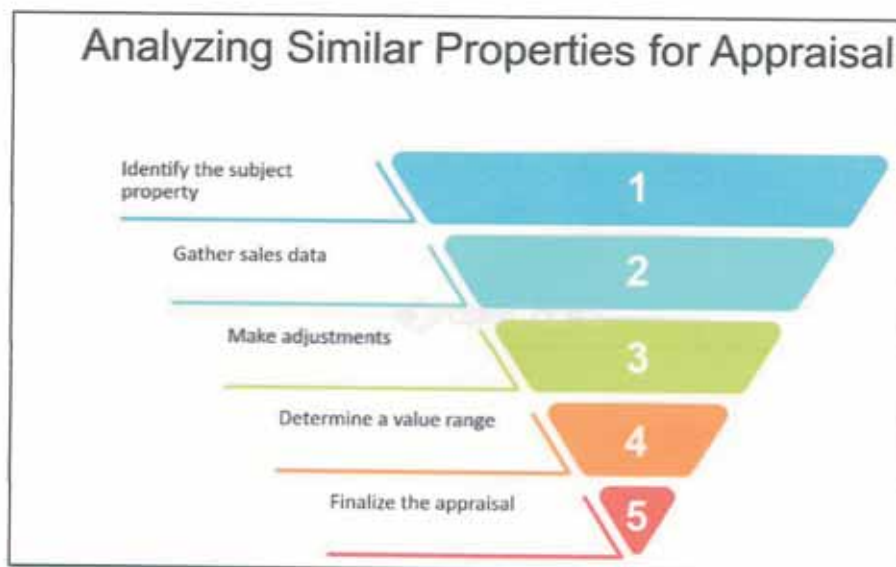 Analyzing Similar Properties for Appraisal
Identify the subject
property
1
Gather sales data
2
Make adjustments
3
Determine a value range
4
Finalize the appraisal
5